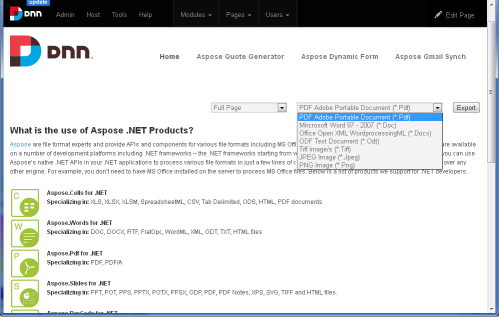 update
DNN Admin Host Tools Help Modules Pages Users Edit Page
DNN Home Aspose Quote Generator Aspose Dynamic Form Aspose Gmail Synch
Full Page PDF Adobe Portable Document (*.Pdf) Export
PDF Adobe Portable Document (*.Pdf)
Mircrosoft Word 97 - 2007 (*.Doc)
Office Open XML WordprocessingML (*.Docx)
ODF Text Document (*.Odt)
Tiff Image/s (*.Tiff)
JPEG Image (*.Jpeg)
PNG Image (*.Png)
What is the use of Aspose .NET Products?
Aspose are file format experts and provide APIs and components for various file formats including MS Off are available
on a number of development platforms including .NET frameworks – the .NET frameworks starting from v you can use
Aspose's native .NET APIs in your .NET applications to process various file formats in just a few lines of c over any
other engine. For example, you don't need to have MS Office installed on the server to process MS Office files. Below is a list of products we support for .NET developers:
Aspose.Cells for .NET
Specializing in: XLS, XLSX, XLSM, SpreadsheetML, CSV, Tab Delimited, ODS, HTML, PDF documents
Aspose.Words for .NET
Specializing in: DOC, DOCX, RTF, FlatOpc, WordML, XML, ODT, TXT, HTML files
Aspose.Pdf for .NET
Specializing in: PDF, PDF/A
Aspose.Slides for .NET
Specializing in: PPT, POT, PPS, PPTX, POTX, PPSX, ODP, PDF, PDF Notes, XPS, SVG, TIFF and HTML files.
Aspose.BarCode for .NET